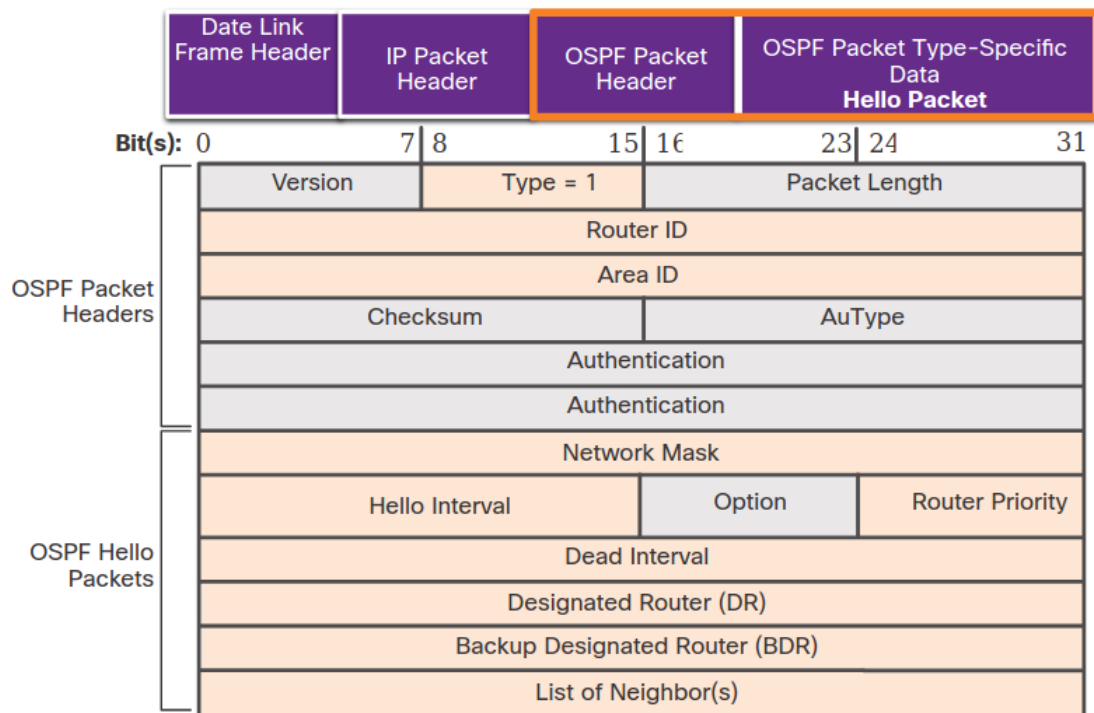 Date Link
Frame Header
IP Packet
Header
OSPF Packet
Header
OSPF Packet Type-Specific
Data
Hello Packet
Bit(s): 0 7 8 15 16 23 24 31
Version Type = 1 Packet Length
Router ID
Area ID
OSPF Packet
Headers
Checksum AuType
Authentication
Authentication
Network Mask
Hello Interval Option Router Priority
OSPF Hello
Packets
Dead Interval
Designated Router (DR)
Backup Designated Router (BDR)
List of Neighbor(s)